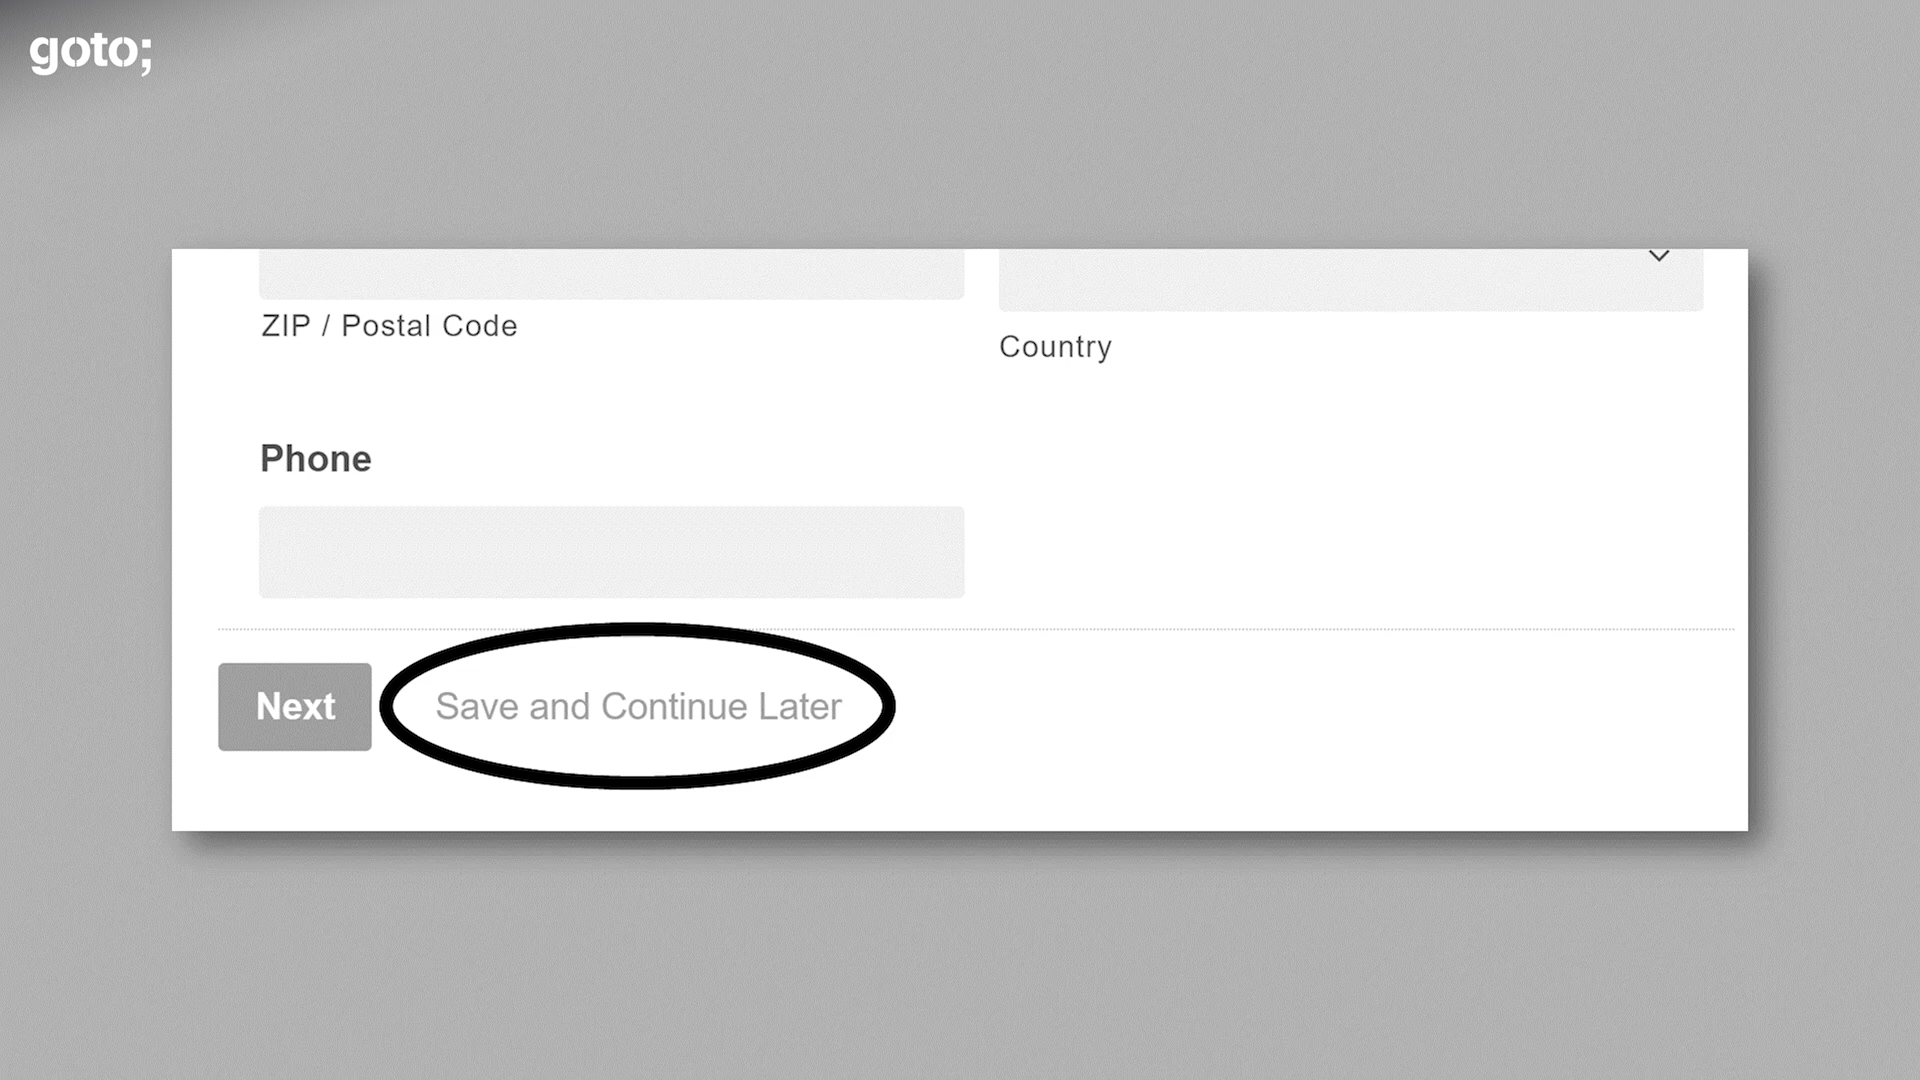 goto;
ZIP / Postal Code
Country
Phone
Next
Save and Continue Later